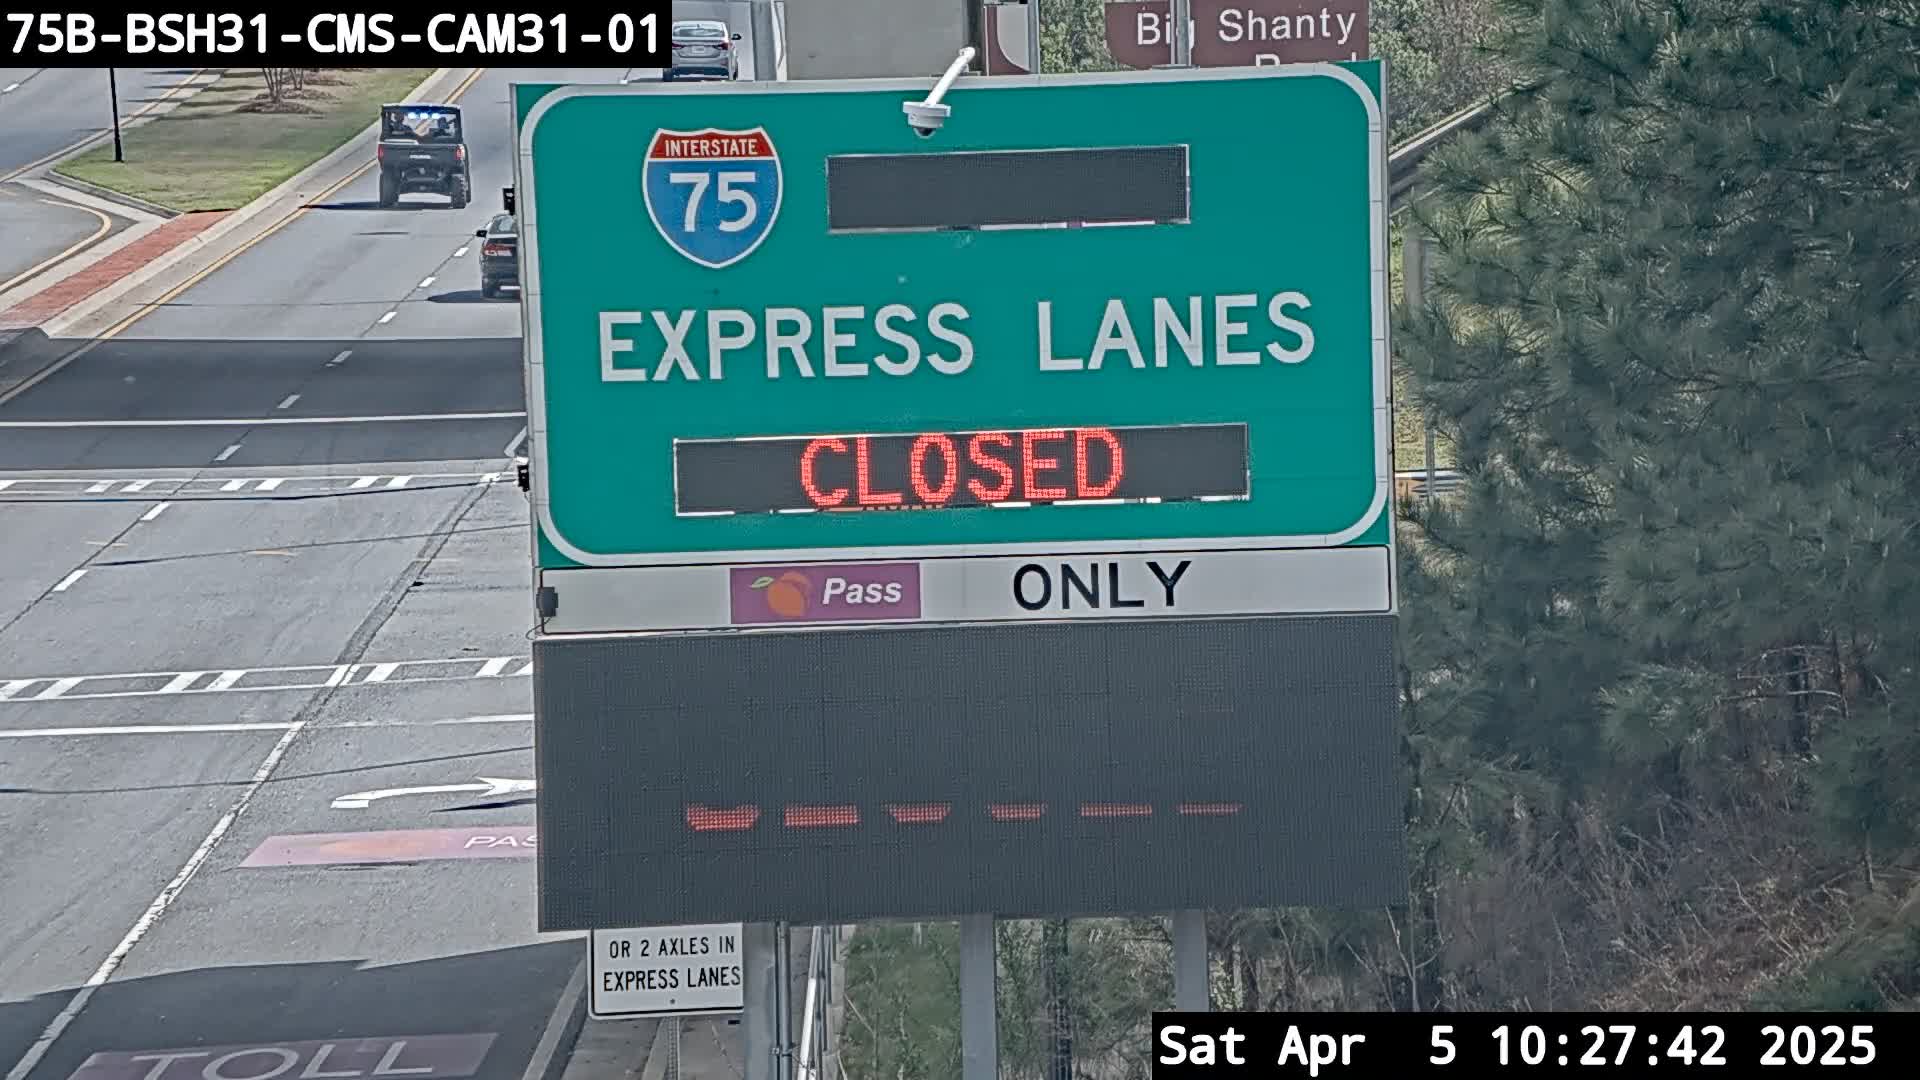 75B-BSH31-CMS-CAM31-01
Big Shanty
INTERSTATE
75
EXPRESS LANES
CLOSED
Pass ONLY
OR 2 AXLES IN
EXPRESS LANES
TOLL
Sat Apr 5 10:27:42 2025